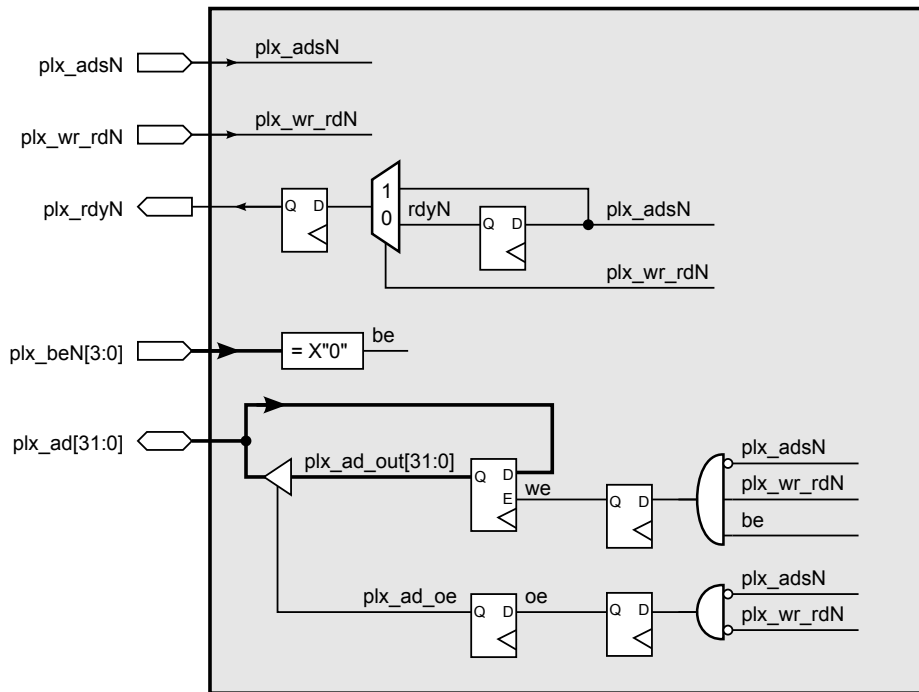 plx_adsN
plx_adsN
plx_wr_rdN
plx_wr_rdN
plx_rdyN
Q D
1
0
rdyN
Q D
plx_adsN
plx_wr_rdN
plx_beN[3:0]
= X"0"
be
plx_ad[31:0]
plx_ad_out[31:0]
Q D
E
we
Q D
plx_adsN
plx_wr_rdN
be
plx_ad_oe
Q D
oe
Q D
plx_adsN
plx_wr_rdN